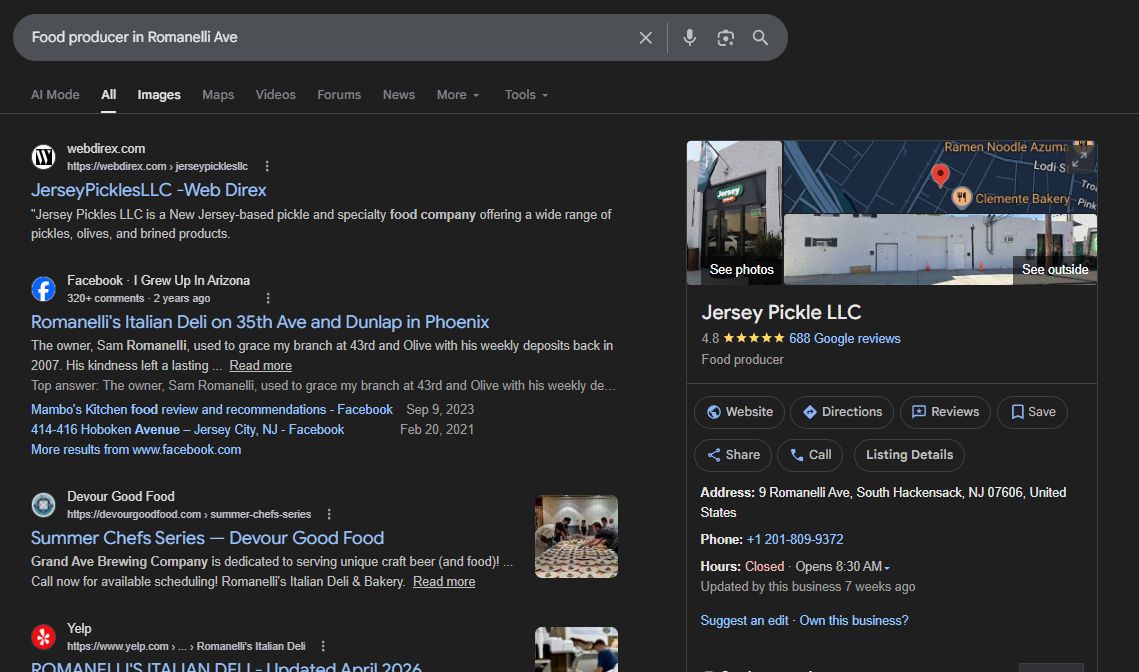 Food producer in Romanelli Ave
AI Mode All Images Maps Videos Forums News More Tools
webdirex.com
https://webdirex.com › jerseypicklesllc
JerseyPicklesLLC -Web Direx
"Jersey Pickles LLC is a New Jersey-based pickle and specialty food company offering a wide range of
pickles, olives, and brined products.
Facebook · I Grew Up In Arizona
320+ comments · 2 years ago
Romanelli's Italian Deli on 35th Ave and Dunlap in Phoenix
The owner, Sam Romanelli, used to grace my branch at 43rd and Olive with his weekly deposits back in
2007. His kindness left a lasting ... Read more
Top answer: The owner, Sam Romanelli, used to grace my branch at 43rd and Olive with his weekly de…
Mambo's Kitchen food review and recommendations - Facebook Sep 9, 2023
414-416 Hoboken Avenue – Jersey City, NJ - Facebook Feb 20, 2021
More results from www.facebook.com
Devour Good Food
https://devourgoodfood.com › summer-chefs-series
Summer Chefs Series — Devour Good Food
Grand Ave Brewing Company is dedicated to serving unique craft beer (and food)! ...
Call now for available scheduling! Romanelli's Italian Deli & Bakery. Read more
Yelp
https://www.yelp.com › ... › Romanelli's Italian Deli
ROMANELLI'S ITALIAN DELI - Updated April 2026
Jersey
See photos
Ramen Noodle Azuma
Lodi S
Clemente Bakery
Tro
Pink
See outside
Jersey Pickle LLC
4.8 ★★★★★ 688 Google reviews
Food producer
Website Directions Reviews Save
Share Call Listing Details
Address: 9 Romanelli Ave, South Hackensack, NJ 07606, United
States
Phone: +1 201-809-9372
Hours: Closed · Opens 8:30 AM
Updated by this business 7 weeks ago
Suggest an edit · Own this business?